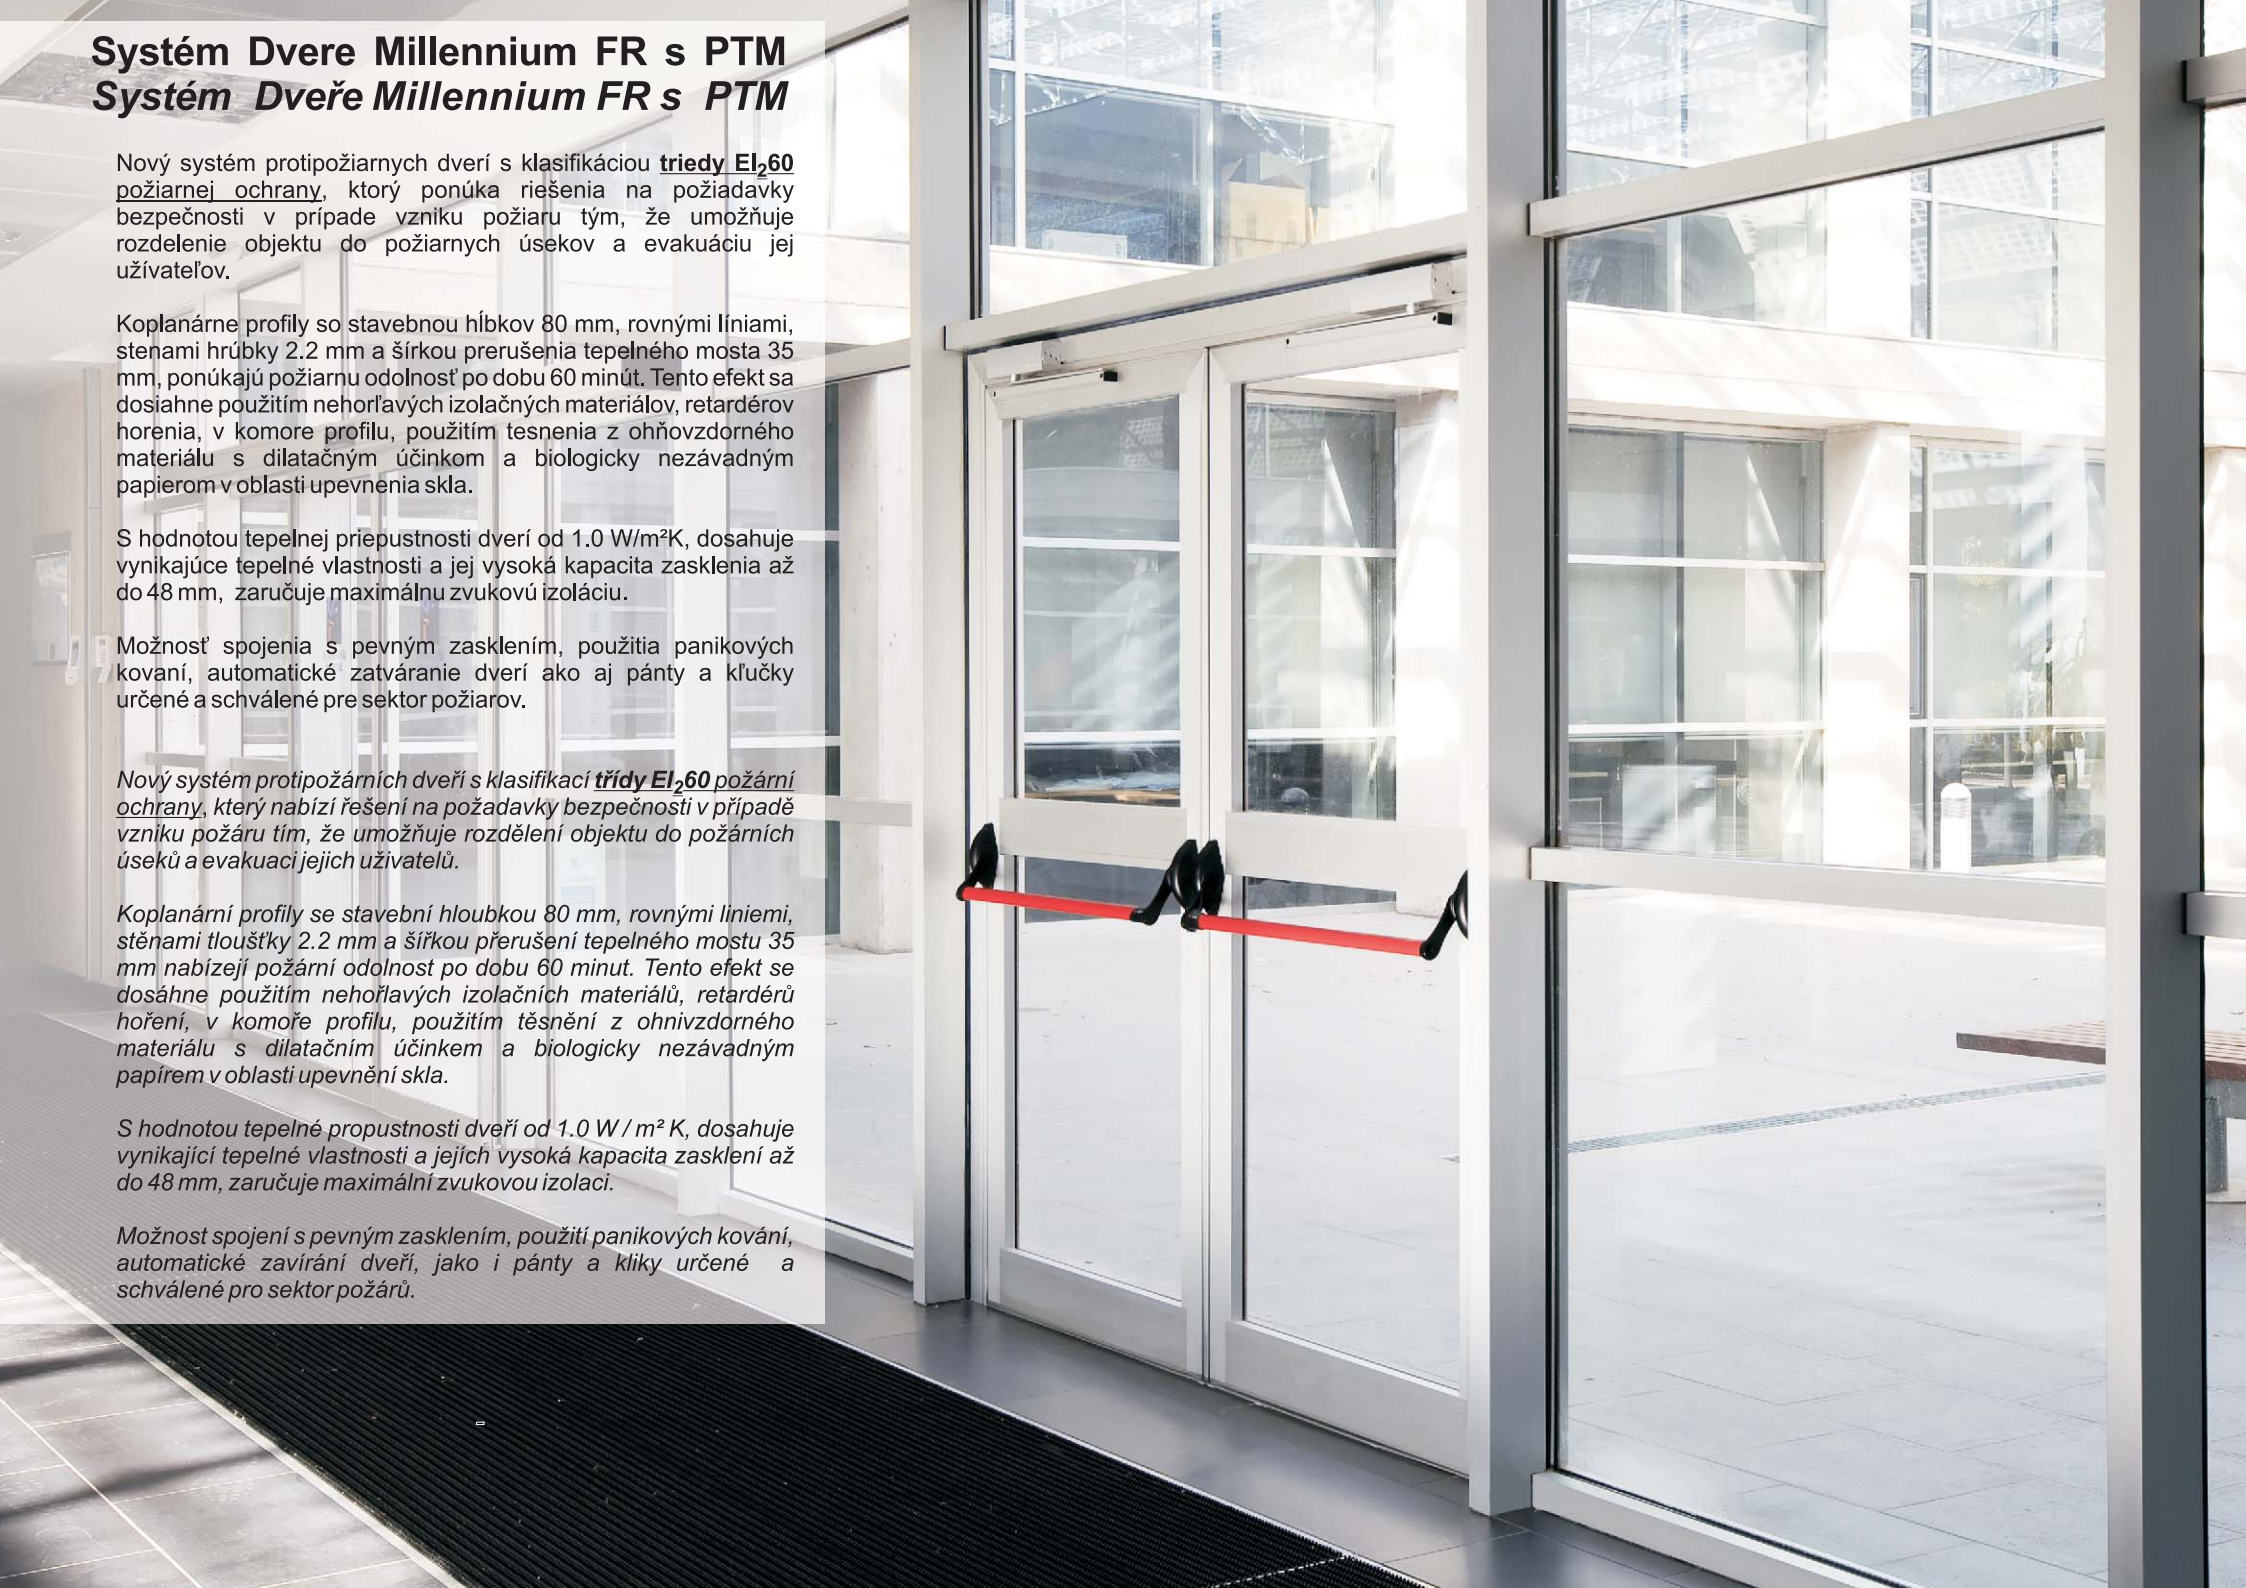 Systém Dvere Millennium FR s PTM
Systém Dveře Millennium FR s PTM
Nový systém protipožiarnych dverí s klasifikáciou triedy EI₂60
požiarnej ochrany, ktorý ponúka riešenia na požiadavky
bezpečnosti v prípade vzniku požiaru tým, že umožňuje
rozdelenie objektu do požiarnych úsekov a evakuáciu jej
užívateľov.
Koplanárne profily so stavebnou hĺbkov 80 mm, rovnými líniami,
stenami hrúbky 2.2 mm a šírkou prerušenia tepelného mosta 35
mm, ponúkajú požiarnu odolnosť po dobu 60 minút. Tento efekt sa
dosiahne použitím nehorľavých izolačných materiálov, retardérov
horenia, v komore profilu, použitím tesnenia z ohňovzdorného
materiálu s dilatačným účinkom a biologicky nezávadným
papierom v oblasti upevnenia skla.
S hodnotou tepelnej priepustnosti dverí od 1.0 W/m²K, dosahuje
vynikajúce tepelné vlastnosti a jej vysoká kapacita zasklenia až
do 48 mm, zaručuje maximálnu zvukovú izoláciu.
Možnosť spojenia s pevným zasklením, použitia panikových
kovaní, automatické zatváranie dverí ako aj pánty a kľučky
určené a schválené pre sektor požiarov.
Nový systém protipožárních dveří s klasifikací třídy EI₂60 požární
ochrany, který nabízí řešení na požadavky bezpečnosti v případě
vzniku požáru tím, že umožňuje rozdělení objektu do požárních
úseků a evakuaci jejich uživatelů.
Koplanární profily se stavební hloubkou 80 mm, rovnými liniemi,
stěnami tloušťky 2.2 mm a šířkou přerušení tepelného mostu 35
mm nabízejí požární odolnost po dobu 60 minut. Tento efekt se
dosáhne použitím nehořlavých izolačních materiálů, retardérů
hoření, v komoře profilu, použitím těsnění z ohnivzdorného
materiálu s dilatačním účinkem a biologicky nezávadným
papírem v oblasti upevnění skla.
S hodnotou tepelné propustnosti dveří od 1.0 W / m² K, dosahuje
vynikající tepelné vlastnosti a jejích vysoká kapacita zasklení až
do 48 mm, zaručuje maximální zvukovou izolaci.
Možnost spojení s pevným zasklením, použití panikových kování,
automatické zavírání dveří, jako i pánty a kliky určené a
schválené pro sektor požárů.